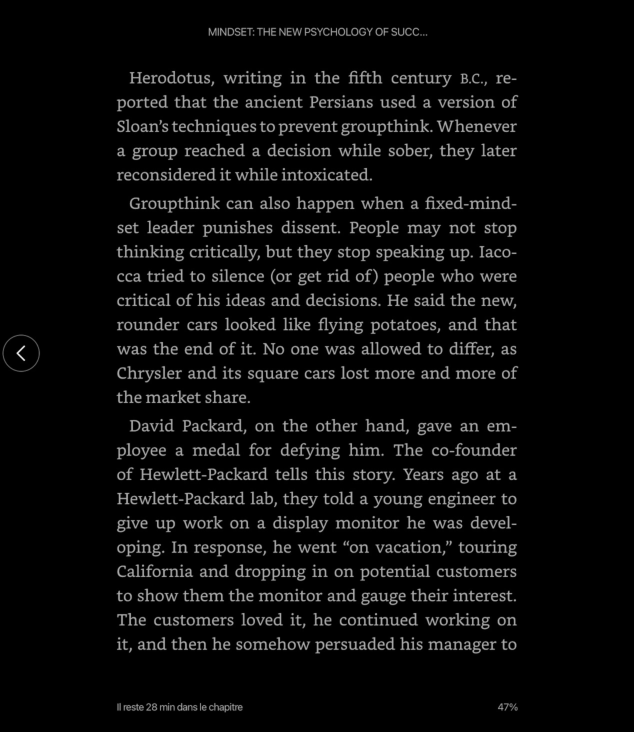 MINDSET: THE NEW PSYCHOLOGY OF SUCC...
Herodotus, writing in the fifth century B.C., re-
ported that the ancient Persians used a version of
Sloan's techniques to prevent groupthink. Whenever
a group reached a decision while sober, they later
reconsidered it while intoxicated.
Groupthink can also happen when a fixed-mind-
set leader punishes dissent. People may not stop
thinking critically, but they stop speaking up. Iaco-
cca tried to silence (or get rid of) people who were
critical of his ideas and decisions. He said the new,
rounder cars looked like flying potatoes, and that
was the end of it. No one was allowed to differ, as
Chrysler and its square cars lost more and more of
the market share.
David Packard, on the other hand, gave an em-
ployee a medal for defying him. The co-founder
of Hewlett-Packard tells this story. Years ago at a
Hewlett-Packard lab, they told a young engineer to
give up work on a display monitor he was devel-
oping. In response, he went “on vacation,” touring
California and dropping in on potential customers
to show them the monitor and gauge their interest.
The customers loved it, he continued working on
it, and then he somehow persuaded his manager to
Il reste 28 min dans le chapitre
47%